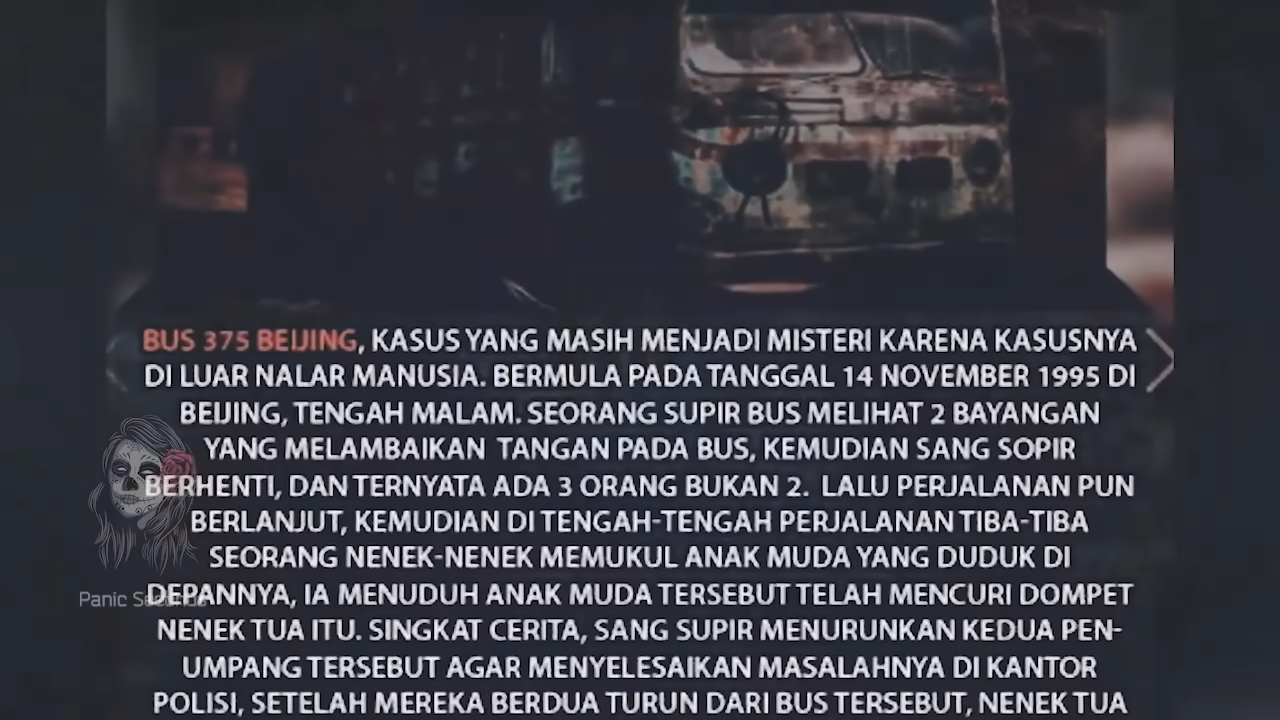 BUS 375 BEIJING, KASUS YANG MASIH MENJADI MISTERI KARENA KASUSNYA
DI LUAR NALAR MANUSIA. BERMULA PADA TANGGAL 14 NOVEMBER 1995 DI
BEIJING, TENGAH MALAM. SEORANG SUPIR BUS MELIHAT 2 BAYANGAN
YANG MELAMBAIKAN TANGAN PADA BUS, KEMUDIAN SANG SOPIR
BERHENTI, DAN TERNYATA ADA 3 ORANG BUKAN 2. LALU PERJALANAN PUN
BERLANJUT, KEMUDIAN DI TENGAH-TENGAH PERJALANAN TIBA-TIBA
SEORANG NENEK-NENEK MEMUKUL ANAK MUDA YANG DUDUK DI
DEPANNYA, IA MENUDUH ANAK MUDA TERSEBUT TELAH MENCURI DOMPET
NENEK TUA ITU. SINGKAT CERITA, SANG SUPIR MENURUNKAN KEDUA PEN-
UMPANG TERSEBUT AGAR MENYELESAIKAN MASALAHNYA DI KANTOR
POLISI, SETELAH MEREKA BERDUA TURUN DARI BUS TERSEBUT, NENEK TUA
Panic